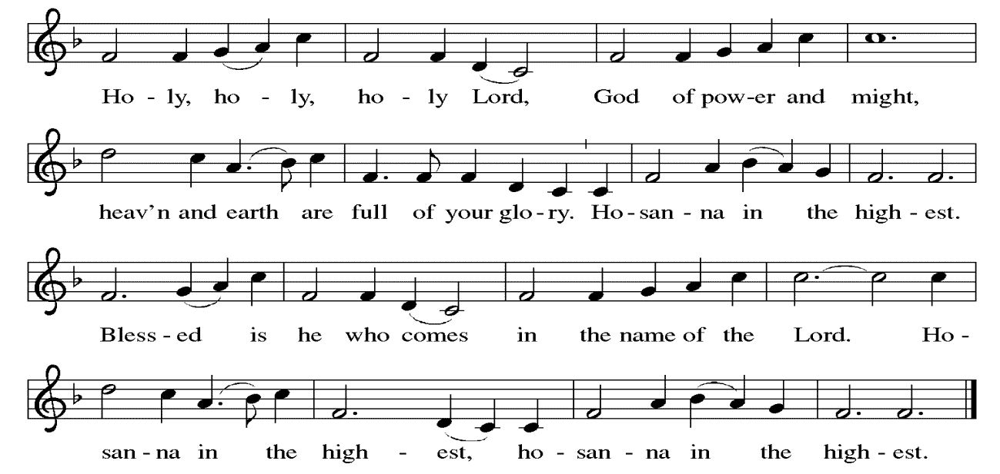 Ho - ly, ho - ly, ho - ly Lord, God of pow-er and might,
heav’n and earth are full of your glo-ry. Ho-san - na in the high - est.
Bless - ed is he who comes in the name of the Lord. Ho -
san - na in the high - est, ho - san - na in the high - est.